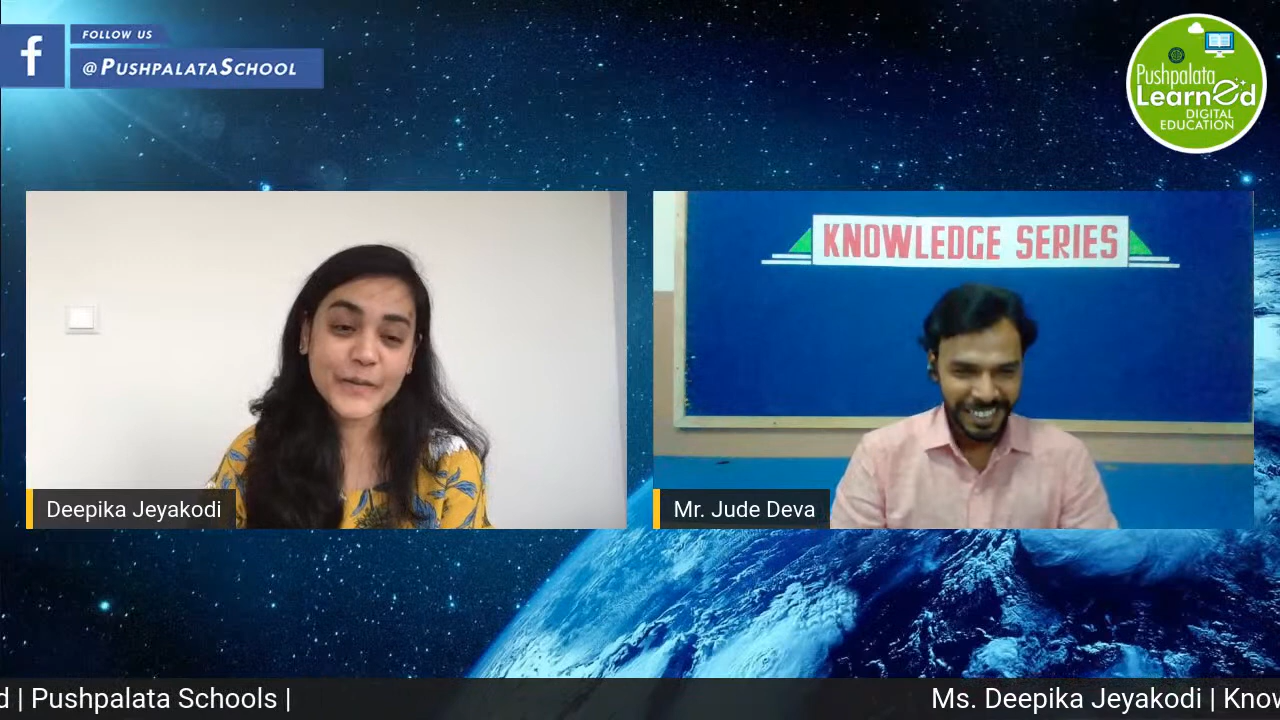 f
FOLLOW US
@PUSHPALATASCHOOL
Pushpalata
Learned
DIGITAL
EDUCATION
KNOWLEDGE SERIES
Deepika Jeyakodi
Mr. Jude Deva
d | Pushpalata Schools |
Ms. Deepika Jeyakodi | Know